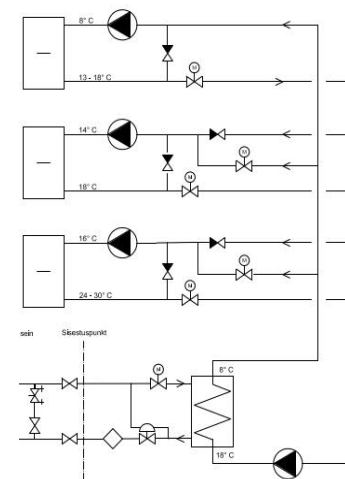 8° C
M
13 - 18° C
14° C
M
M
18° C
16° C
M
M
24 - 30° C
sein Sisestuspunkt
M
8° C
18° C